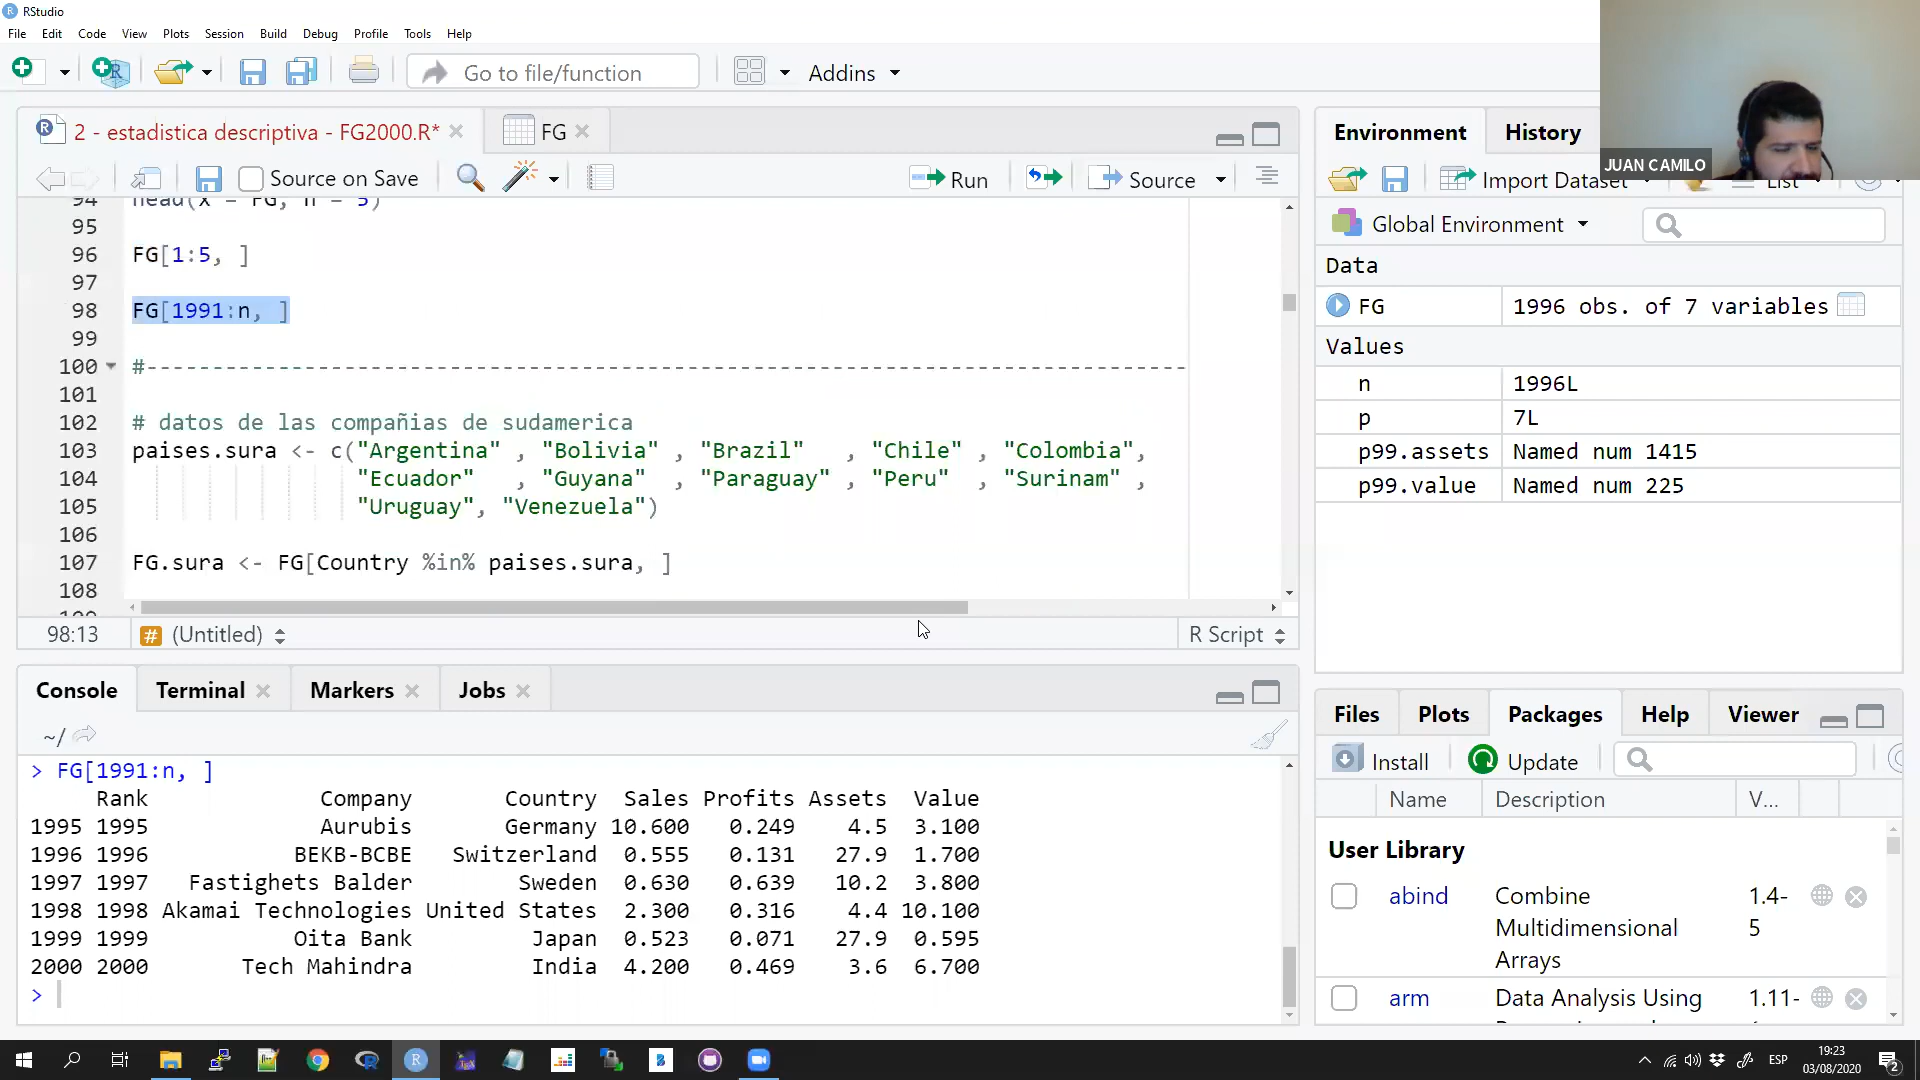 RStudio
File Edit Code View Plots Session Build Debug Profile Tools Help
Go to file/function
Addins
2 - estadistica descriptiva - FG2000.R*
FG
Source on Save
Run
Source
94 head(x = FG, n = 5)
95
96 FG[1:5, ]
97
98 FG[1991:n, ]
99
100 #-------------------------------------------------------------------------------
101
102 # datos de las compañias de sudamerica
103 paises.sura <- c("Argentina" , "Bolivia" , "Brazil" , "Chile" , "Colombia",
104 "Ecuador" , "Guyana" , "Paraguay" , "Peru" , "Surinam" ,
105 "Uruguay", "Venezuela")
106
107 FG.sura <- FG[Country %in% paises.sura, ]
108
98:13
# (Untitled)
R Script
Console Terminal Markers Jobs
~/
> FG[1991:n, ]
Rank Company Country Sales Profits Assets Value
1995 1995 Aurubis Germany 10.600 0.249 4.5 3.100
1996 1996 BEKB-BCBE Switzerland 0.555 0.131 27.9 1.700
1997 1997 Fastighets Balder Sweden 0.630 0.639 10.2 3.800
1998 1998 Akamai Technologies United States 2.300 0.316 4.4 10.100
1999 1999 Oita Bank Japan 0.523 0.071 27.9 0.595
2000 2000 Tech Mahindra India 4.200 0.469 3.6 6.700
>
Environment History
JUAN CAMILO
Import Dataset
List
Global Environment
Data
FG 1996 obs. of 7 variables
Values
n 1996L
p 7L
p99.assets Named num 1415
p99.value Named num 225
Files Plots Packages Help Viewer
Install Update
Name Description V...
User Library
abind Combine Multidimensional Arrays 1.4-5
arm Data Analysis Using 1.11-
ESP
19:23
03/08/2020
2